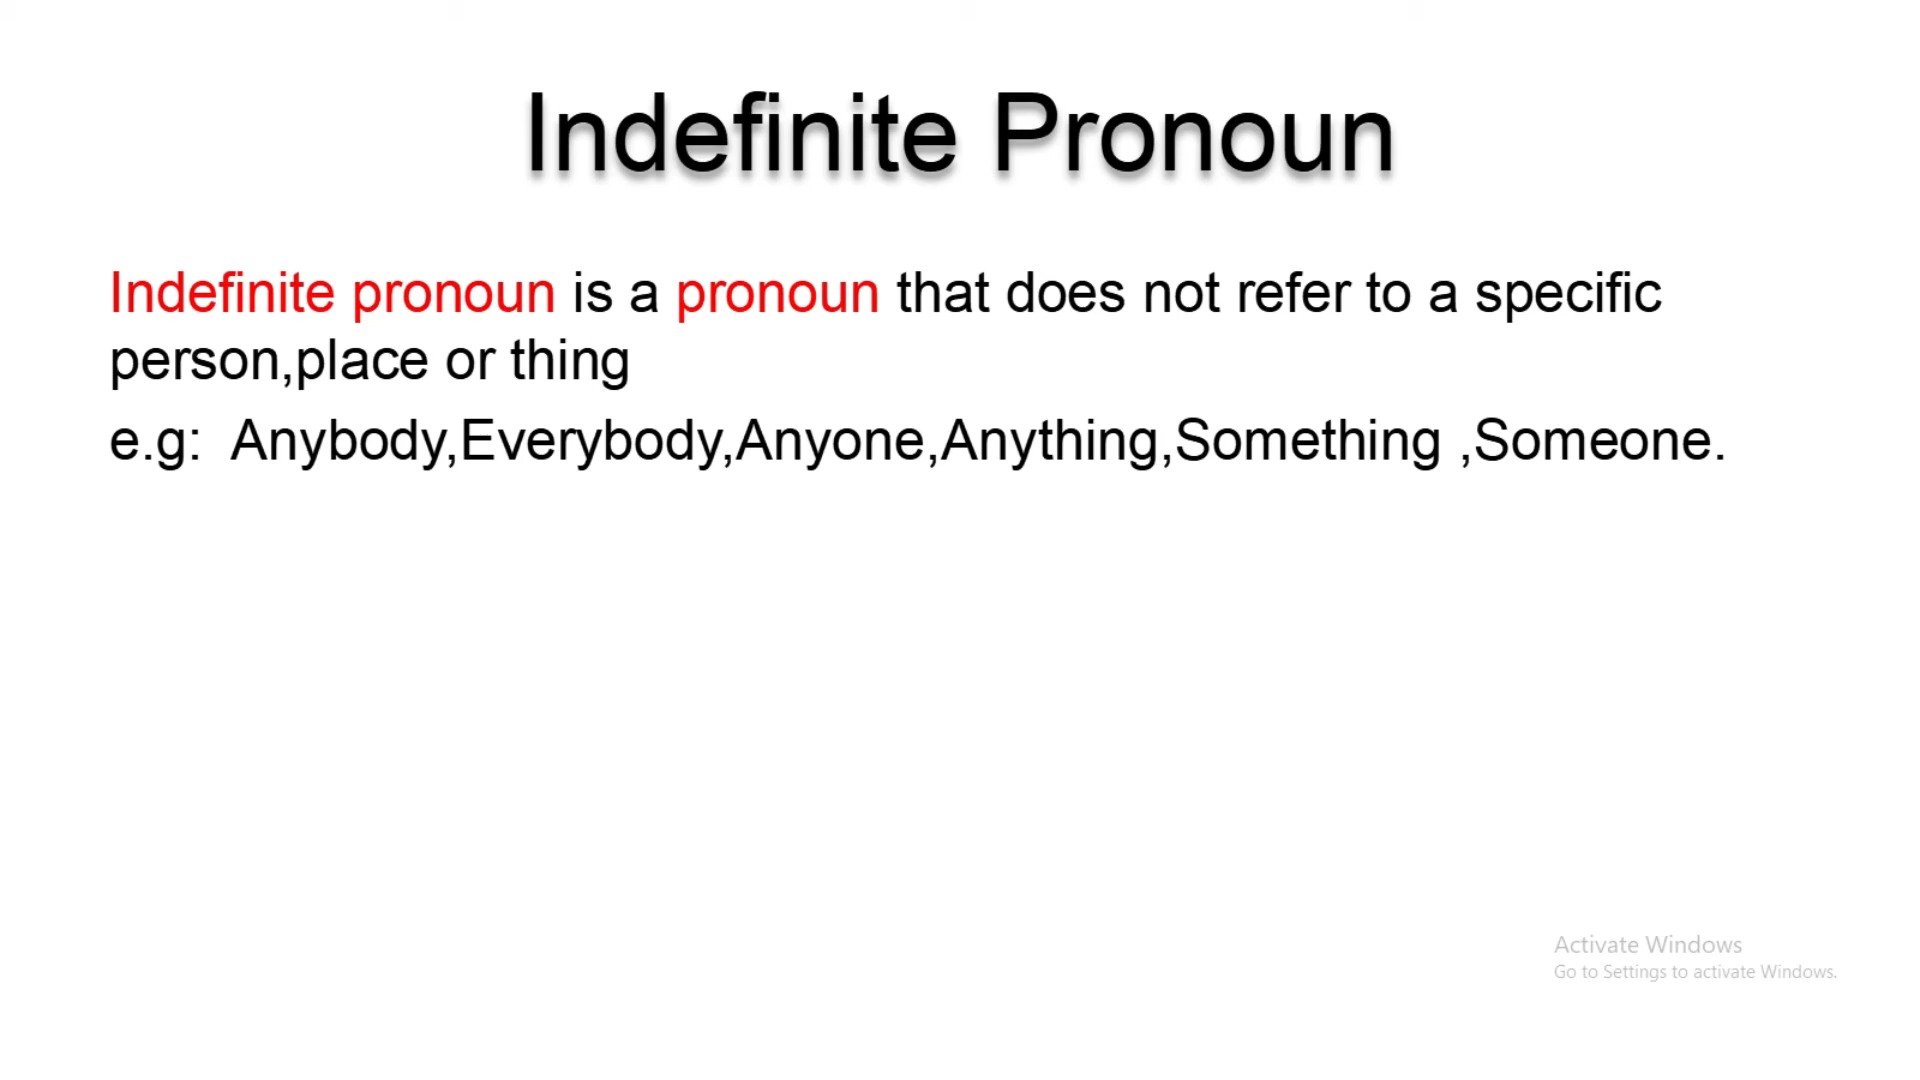 Indefinite Pronoun
Indefinite pronoun is a pronoun that does not refer to a specific
person,place or thing
e.g:  Anybody,Everybody,Anyone,Anything,Something ,Someone.
Activate Windows
Go to Settings to activate Windows.